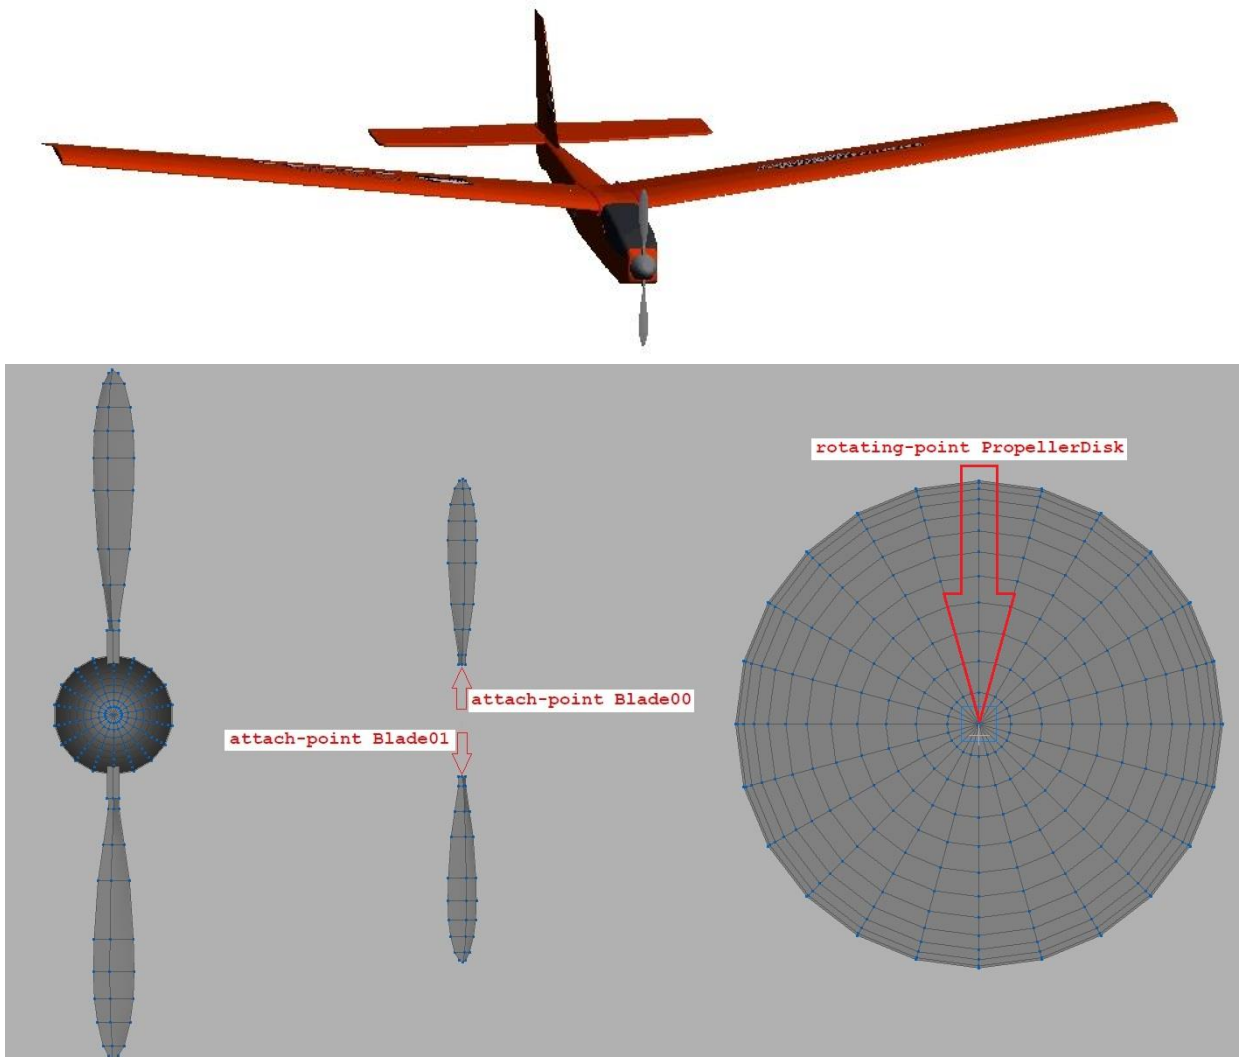 rotating-point PropellerDisk
attach-point Blade00
attach-point Blade01